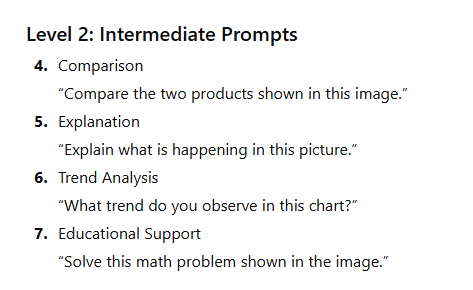 Level 2: Intermediate Prompts
4. Comparison
“Compare the two products shown in this image.”
5. Explanation
“Explain what is happening in this picture.”
6. Trend Analysis
“What trend do you observe in this chart?”
7. Educational Support
“Solve this math problem shown in the image.”